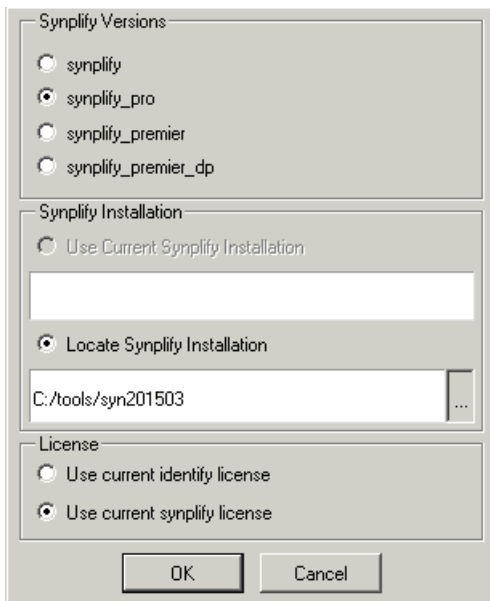 Synplify Versions
synplify
synplify_pro
synplify_premier
synplify_premier_dp
Synplify Installation
Use Current Synplify Installation
Locate Synplify Installation
C:/tools/syn201503
...
License
Use current identify license
Use current synplify license
OK
Cancel